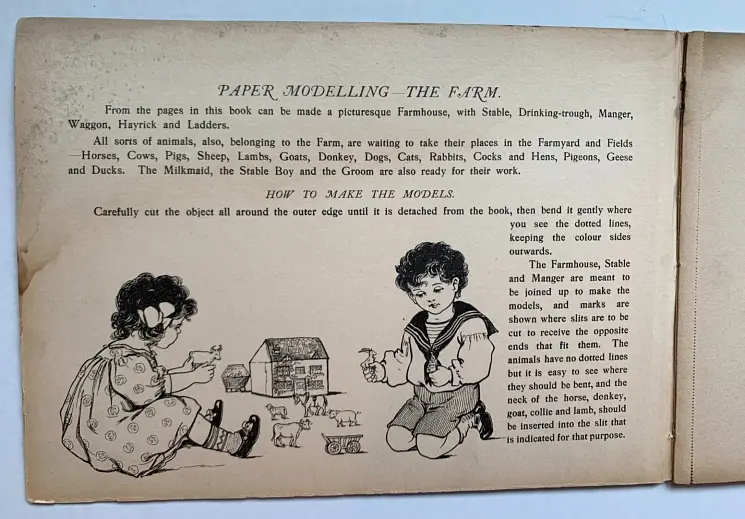 PAPER MODELLING—THE FARM.
From the pages in this book can be made a picturesque Farmhouse, with Stable, Drinking-trough, Manger,
Waggon, Hayrick and Ladders.
All sorts of animals, also, belonging to the Farm, are waiting to take their places in the Farmyard and Fields
—Horses, Cows, Pigs, Sheep, Lambs, Goats, Donkey, Dogs, Cats, Rabbits, Cocks and Hens, Pigeons, Geese
and Ducks. The Milkmaid, the Stable Boy and the Groom are also ready for their work.
HOW TO MAKE THE MODELS.
Carefully cut the object all around the outer edge until it is detached from the book, then bend it gently where
you see the dotted lines,
keeping the colour sides
outwards.
The Farmhouse, Stable
and Manger are meant to
be joined up to make the
models, and marks are
shown where slits are to be
cut to receive the opposite
ends that fit them. The
animals have no dotted lines
but it is easy to see where
they should be bent, and the
neck of the horse, donkey,
goat, collie and lamb, should
be inserted into the slit that
is indicated for that purpose.